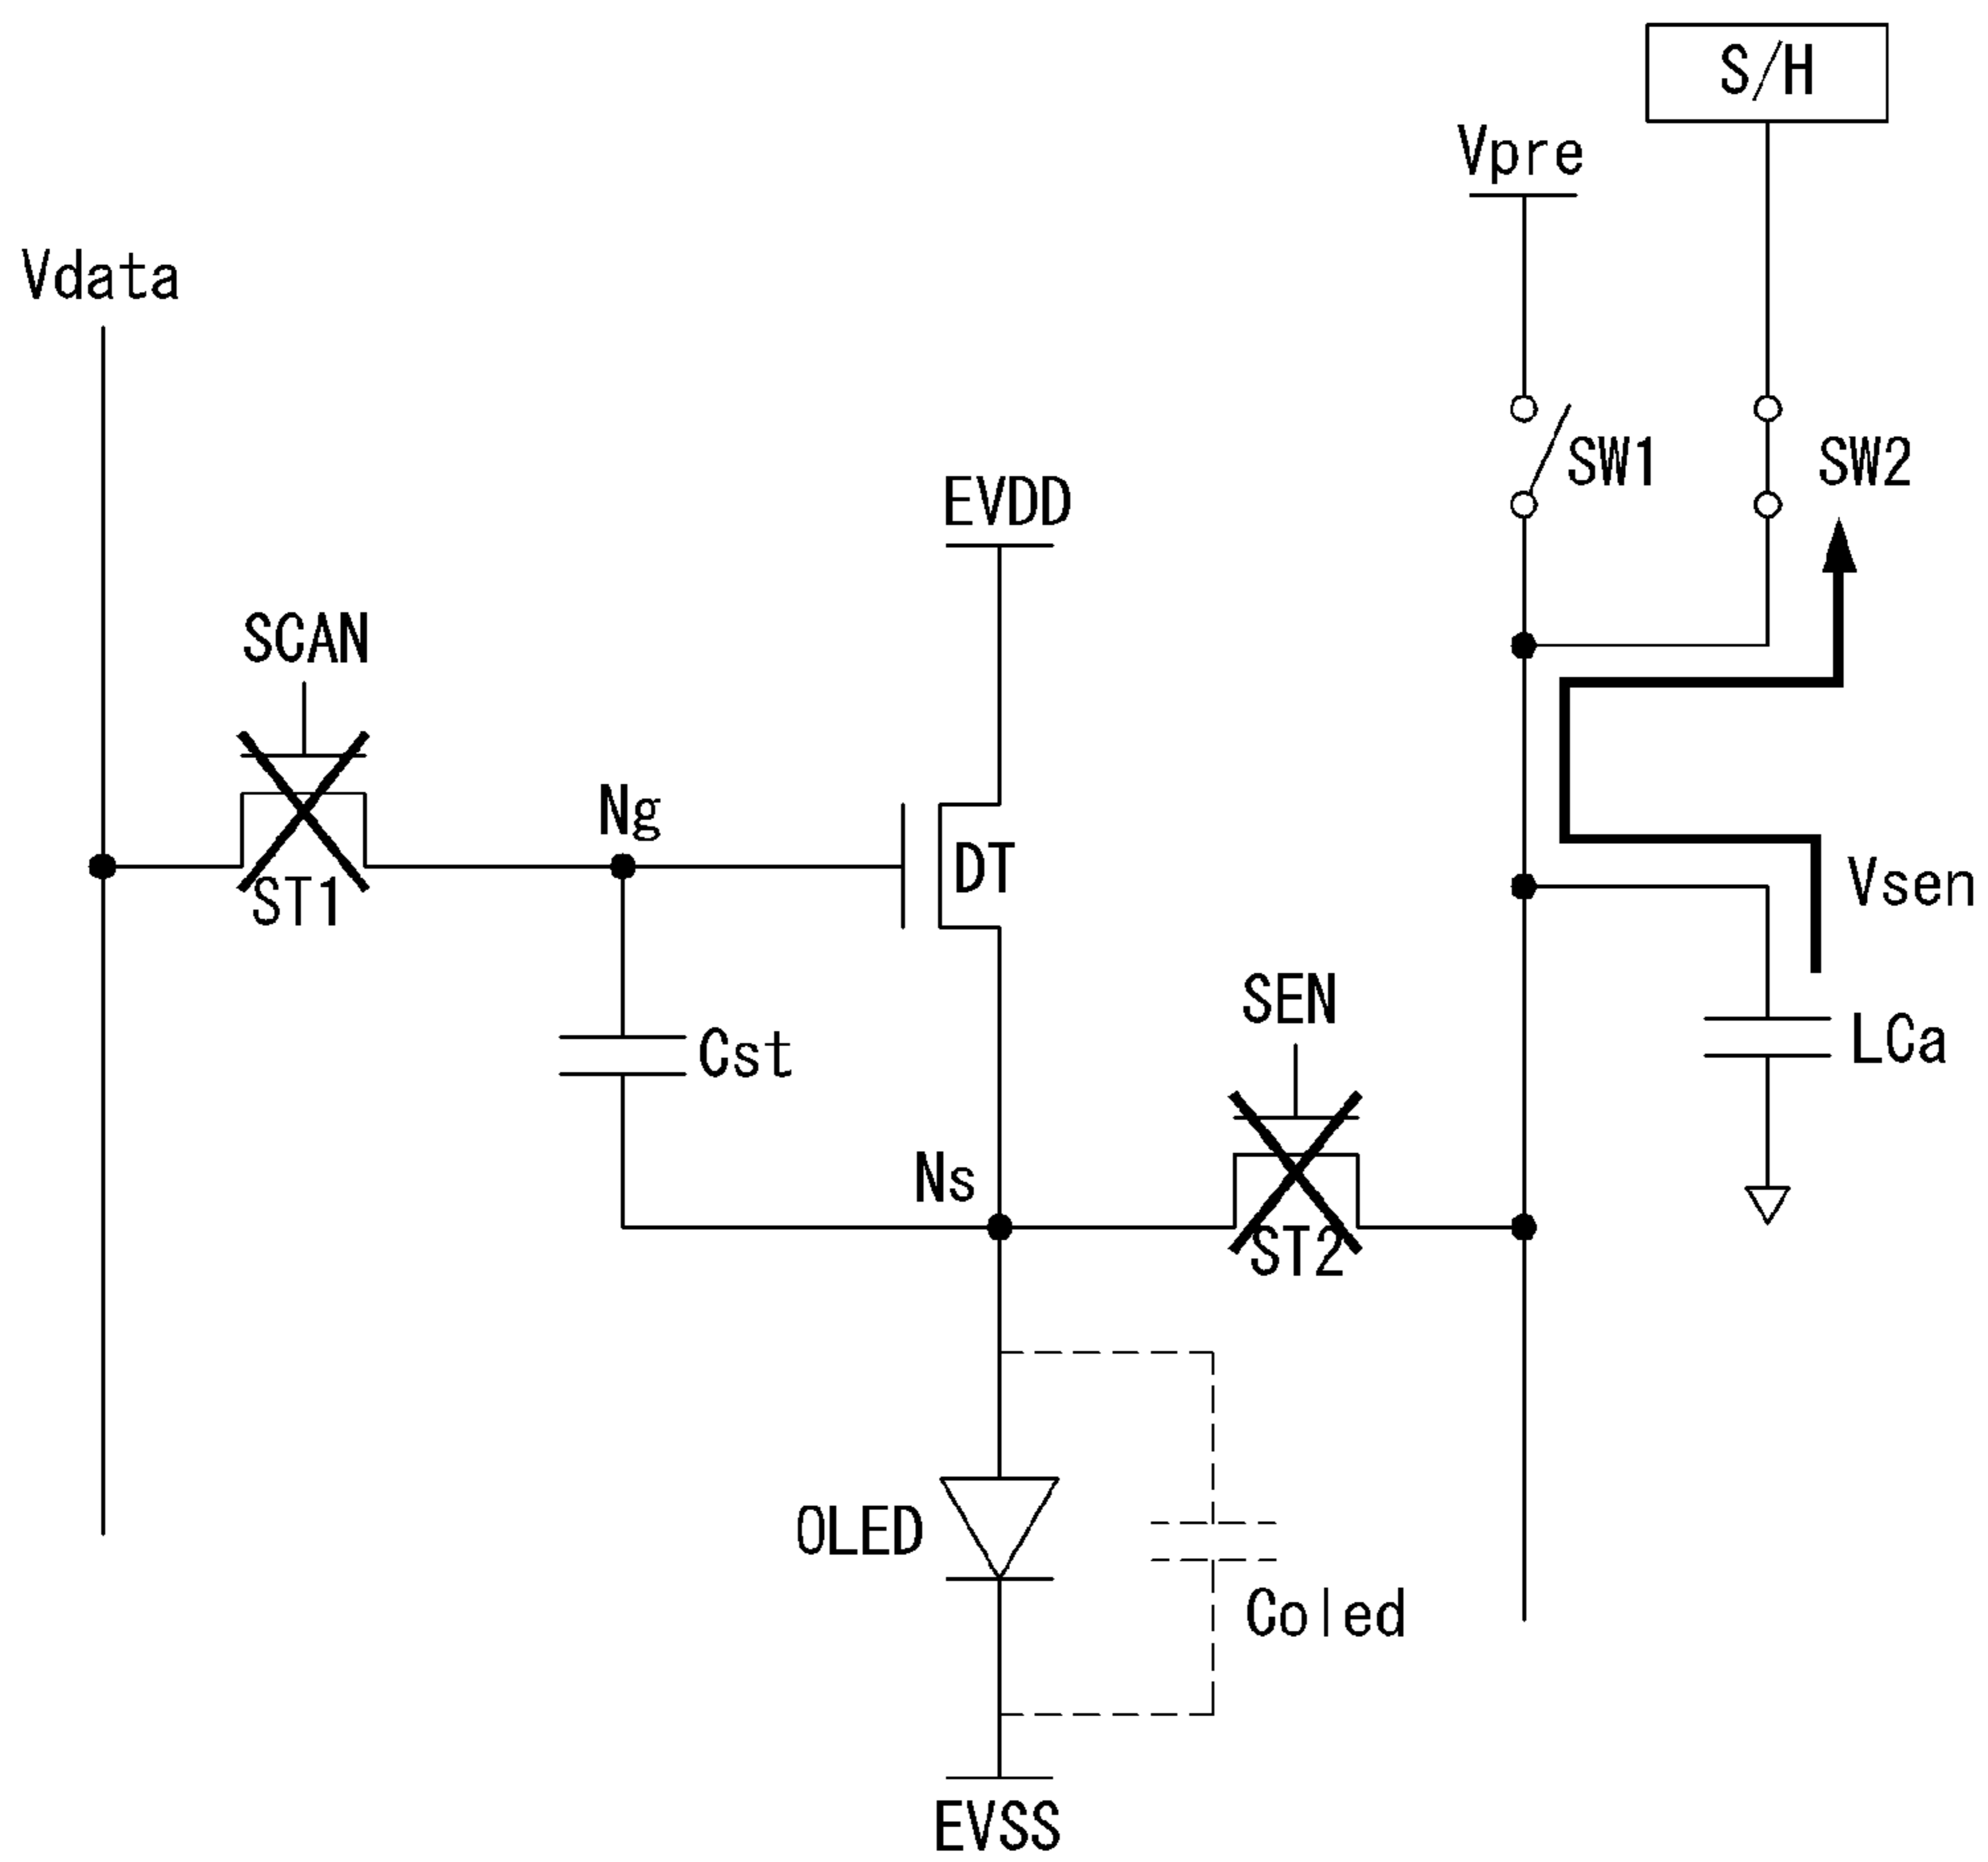 S/H
Vpre
Vdata
SW1
SW2
EVDD
SCAN
Ng
DT
Vsen
ST1
SEN
LCa
Cst
Ns
ST2
OLED
Coled
EVSS